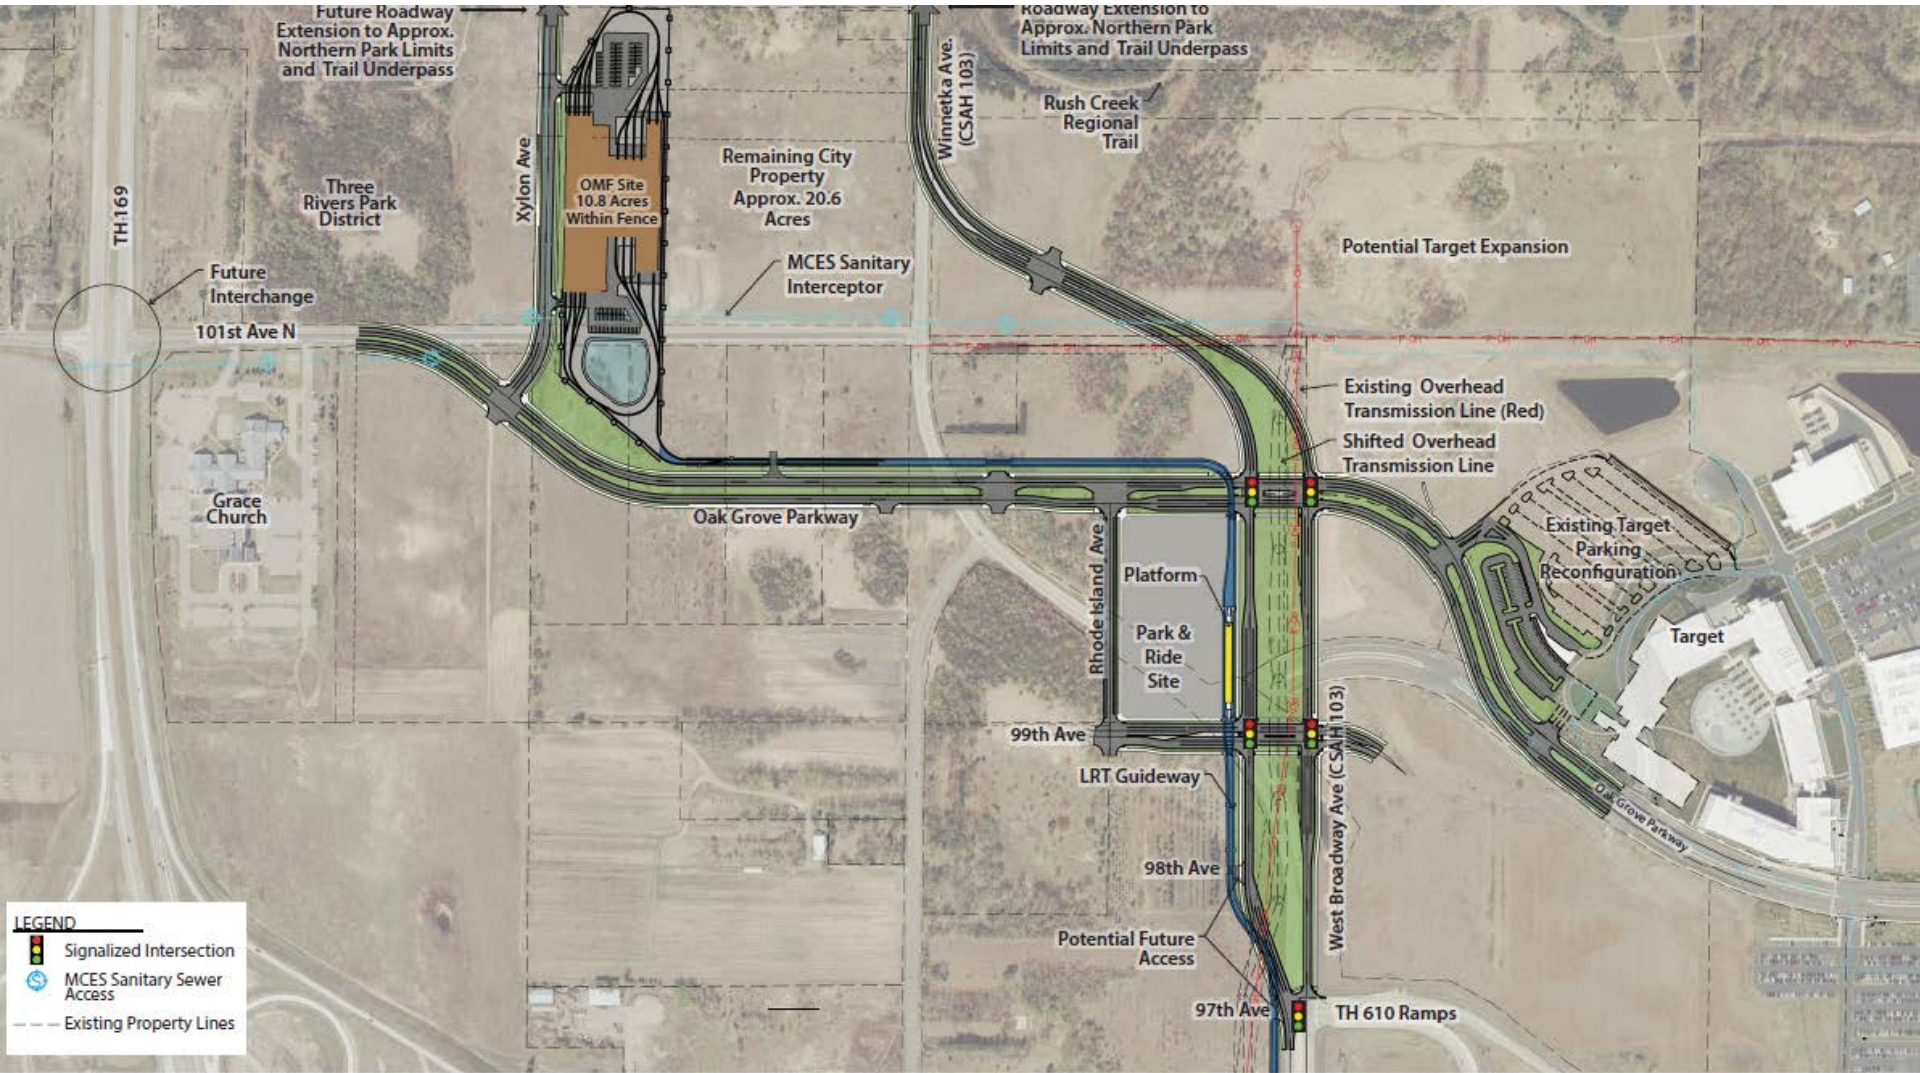 Future Roadway
Extension to Approx.
Northern Park Limits
and Trail Underpass
Roadway Extension to
Approx. Northern Park
Limits and Trail Underpass
Winnetka Ave.
(CSAH 103)
Rush Creek
Regional
Trail
Xylon Ave
TH 169
Three
Rivers Park
District
OMF Site
10.8 Acres
Within Fence
Remaining City
Property
Approx. 20.6
Acres
Potential Target Expansion
MCES Sanitary
Interceptor
Future
Interchange
101st Ave N
Existing Overhead
Transmission Line (Red)
Shifted Overhead
Transmission Line
Grace
Church
Oak Grove Parkway
Existing Target
Parking
Reconfiguration
Rhode Island Ave
Platform
Park &
Ride
Site
Target
99th Ave
LRT Guideway
West Broadway Ave (CSAH 103)
Oak Grove Parkway
98th Ave
Potential Future
Access
97th Ave
TH 610 Ramps
LEGEND
Signalized Intersection
S
MCES Sanitary Sewer
Access
Existing Property Lines